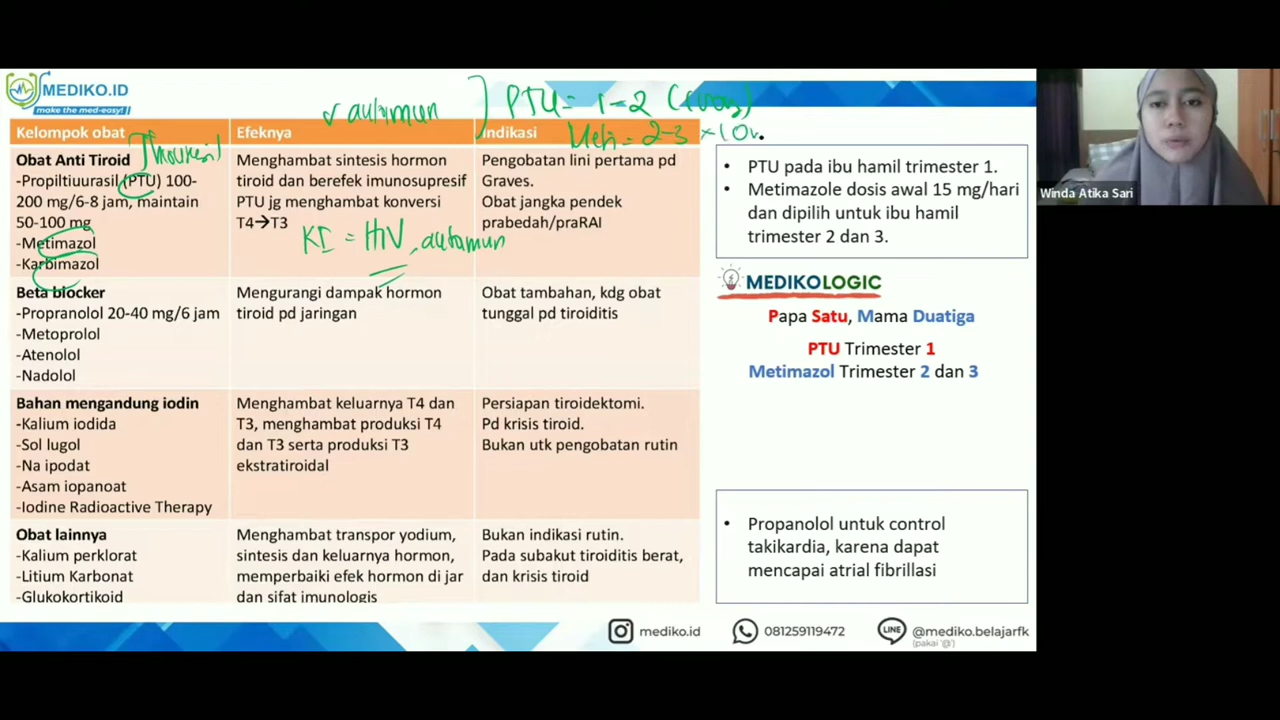 MEDIKO.ID
make the med-easy!
✓ autoimun
PTU = 1-2
= 2-3 x 10
Kelompok obat
Efeknya
Indikasi
Obat Anti Tiroid
-Propiltiuurasil (PTU) 100-
200 mg/6-8 jam, maintain
50-100 mg
-Metimazol
-Karbimazol
Menghambat sintesis hormon
tiroid dan berefek imunosupresif
PTU jg menghambat konversi
T4→T3
KI = HIV, autoimun
Pengobatan lini pertama pd
Graves.
Obat jangka pendek
prabedah/praRAI
Beta blocker
-Propranolol 20-40 mg/6 jam
-Metoprolol
-Atenolol
-Nadolol
Mengurangi dampak hormon
tiroid pd jaringan
Obat tambahan, kdg obat
tunggal pd tiroiditis
Bahan mengandung iodin
-Kalium iodida
-Sol lugol
-Na ipodat
-Asam iopanoat
-Iodine Radioactive Therapy
Menghambat keluarnya T4 dan
T3, menghambat produksi T4
dan T3 serta produksi T3
ekstratiroidal
Persiapan tiroidektomi.
Pd krisis tiroid.
Bukan utk pengobatan rutin
Obat lainnya
-Kalium perklorat
-Litium Karbonat
-Glukokortikoid
Menghambat transpor yodium,
sintesis dan keluarnya hormon,
memperbaiki efek hormon di jar
dan sifat imunologis
Bukan indikasi rutin.
Pada subakut tiroiditis berat,
dan krisis tiroid
• PTU pada ibu hamil trimester 1.
• Metimazole dosis awal 15 mg/hari
dan dipilih untuk ibu hamil
trimester 2 dan 3.
MEDIKOLOGIC
Papa Satu, Mama Duatiga
PTU Trimester 1
Metimazol Trimester 2 dan 3
• Propanolol untuk control
takikardia, karena dapat
mencapai atrial fibrillasi
mediko.id
081259119472
LINE
@mediko.belajarfk
(pakai '@')
Winda Atika Sari